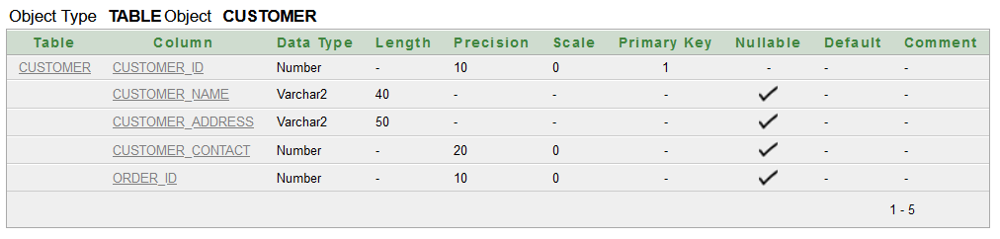 Object Type TABLE Object CUSTOMER
Table Column Data Type Length Precision Scale Primary Key Nullable Default Comment
CUSTOMER CUSTOMER_ID Number - 10 0 1 - - -
CUSTOMER_NAME Varchar2 40 - - - ✓ - -
CUSTOMER_ADDRESS Varchar2 50 - - - ✓ - -
CUSTOMER_CONTACT Number - 20 0 - ✓ - -
ORDER_ID Number - 10 0 - ✓ - -
1 - 5